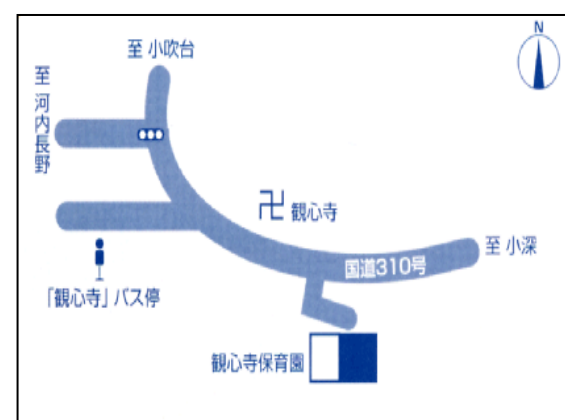 N
至 小吹台
至 河内長野
卍 観心寺
至 小深
国道310号
「観心寺」バス停
観心寺保育園